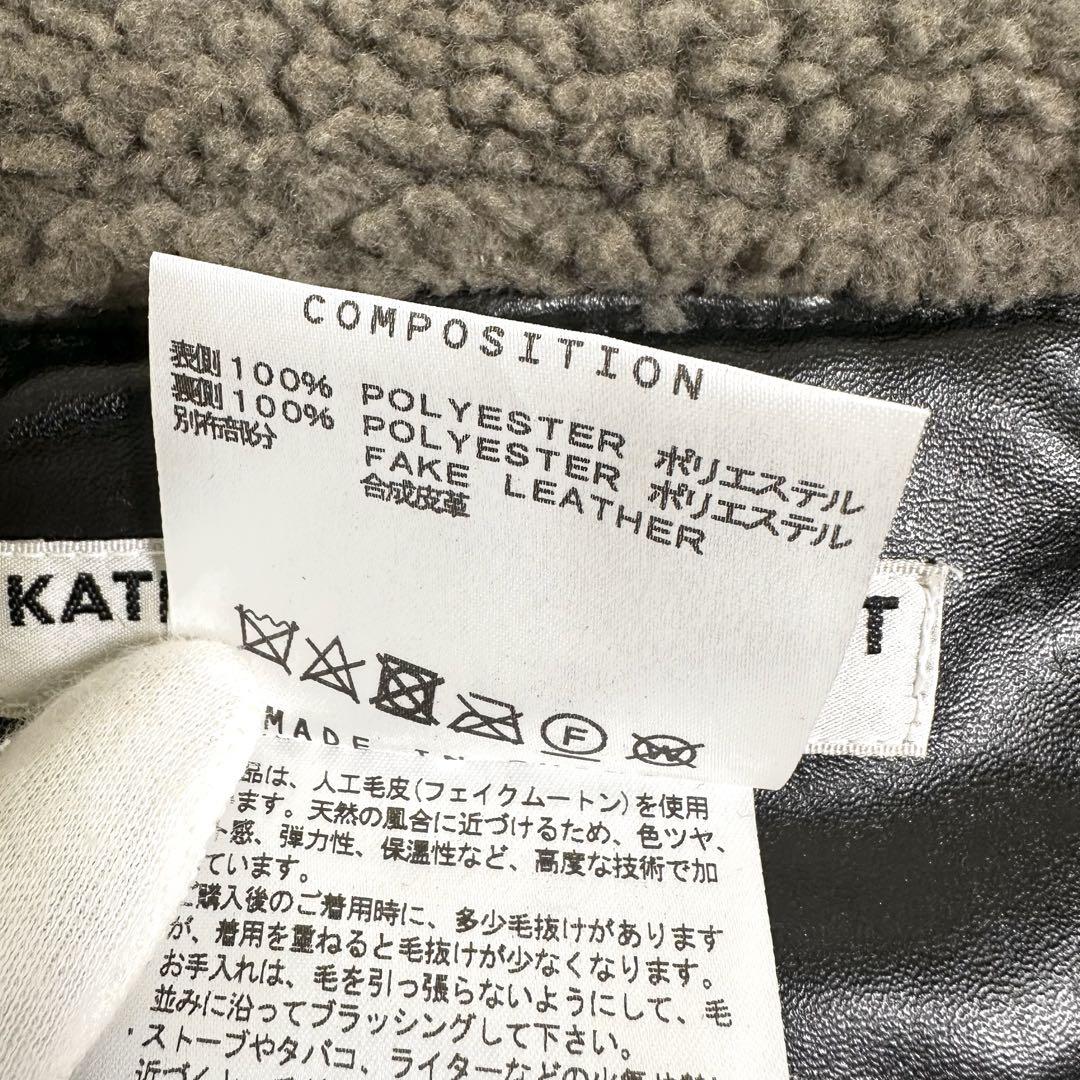 COMPOSITION
表側 100% POLYESTER ポリエステル
裏側 100% POLYESTER ポリエステル
別布部分 FAKE LEATHER
合成皮革
KAT
T
F
W
MADE
品は、人工毛皮(フェイクムートン)を使用
ます。天然の風合に近づけるため、色ツヤ、
ト感、弾力性、保温性など、高度な技術で加
ています。
ご購入後のご着用時に、多少毛抜けがあります
が、着用を重ねると毛抜けが少なくなります。
お手入れは、毛を引っ張らないようにして、毛
並みに沿ってブラッシングして下さい。
ストーブやタバコ、ライターなどの